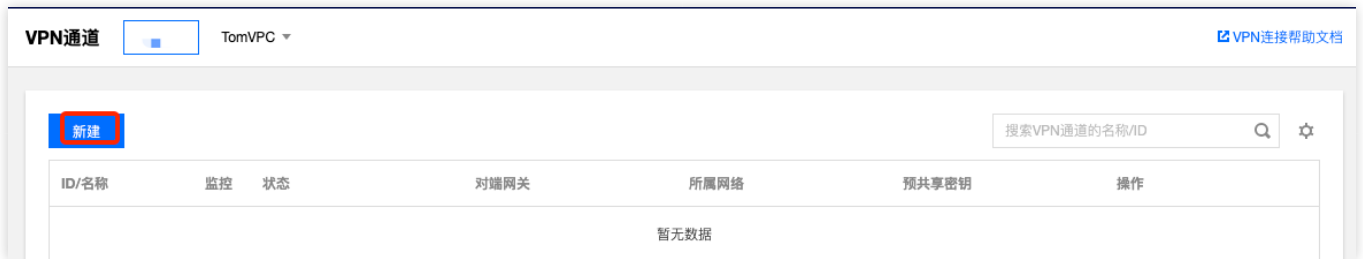 VPN通道 TomVPC VPN连接帮助文档
新建 搜索VPN通道的名称/ID
ID/名称 监控 状态 对端网关 所属网络 预共享密钥 操作
暂无数据